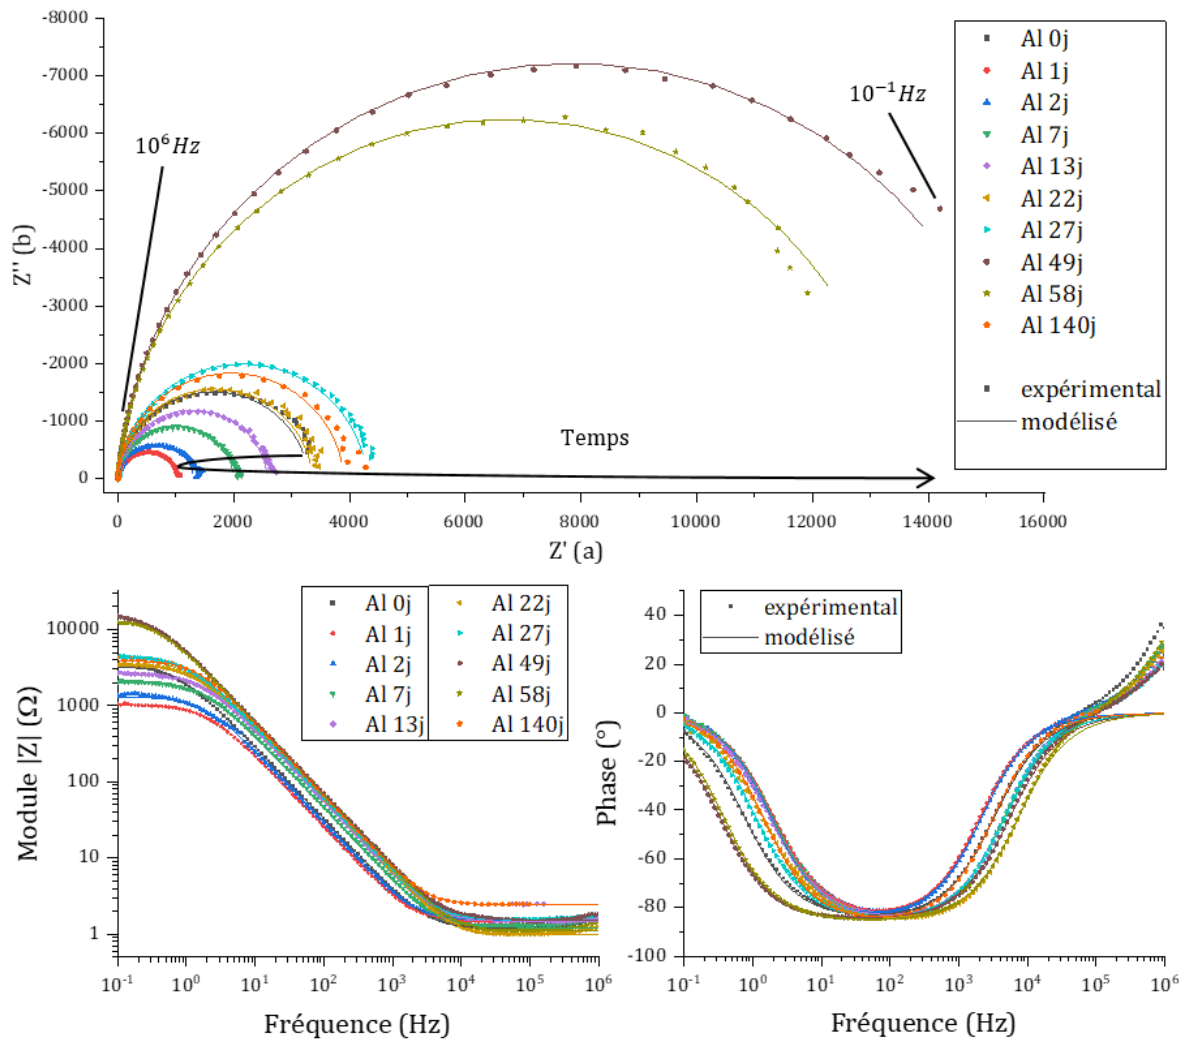 -8000
-7000
-6000
-5000
-4000
-3000
-2000
-1000
0
Z'' (b)
10⁶Hz
10⁻¹Hz
Temps
0 2000 4000 6000 8000 10000 12000 14000 16000
Z' (a)
Al 0j
Al 1j
Al 2j
Al 7j
Al 13j
Al 22j
Al 27j
Al 49j
Al 58j
Al 140j
expérimental
modélisé
10000
1000
100
10
1
Module |Z| (Ω)
Al 0j
Al 1j
Al 2j
Al 7j
Al 13j
Al 22j
Al 27j
Al 49j
Al 58j
Al 140j
10⁻¹ 10⁰ 10¹ 10² 10³ 10⁴ 10⁵ 10⁶
Fréquence (Hz)
expérimental
modélisé
40
20
0
-20
-40
-60
-80
-100
Phase (°)
10⁻¹ 10⁰ 10¹ 10² 10³ 10⁴ 10⁵ 10⁶
Fréquence (Hz)